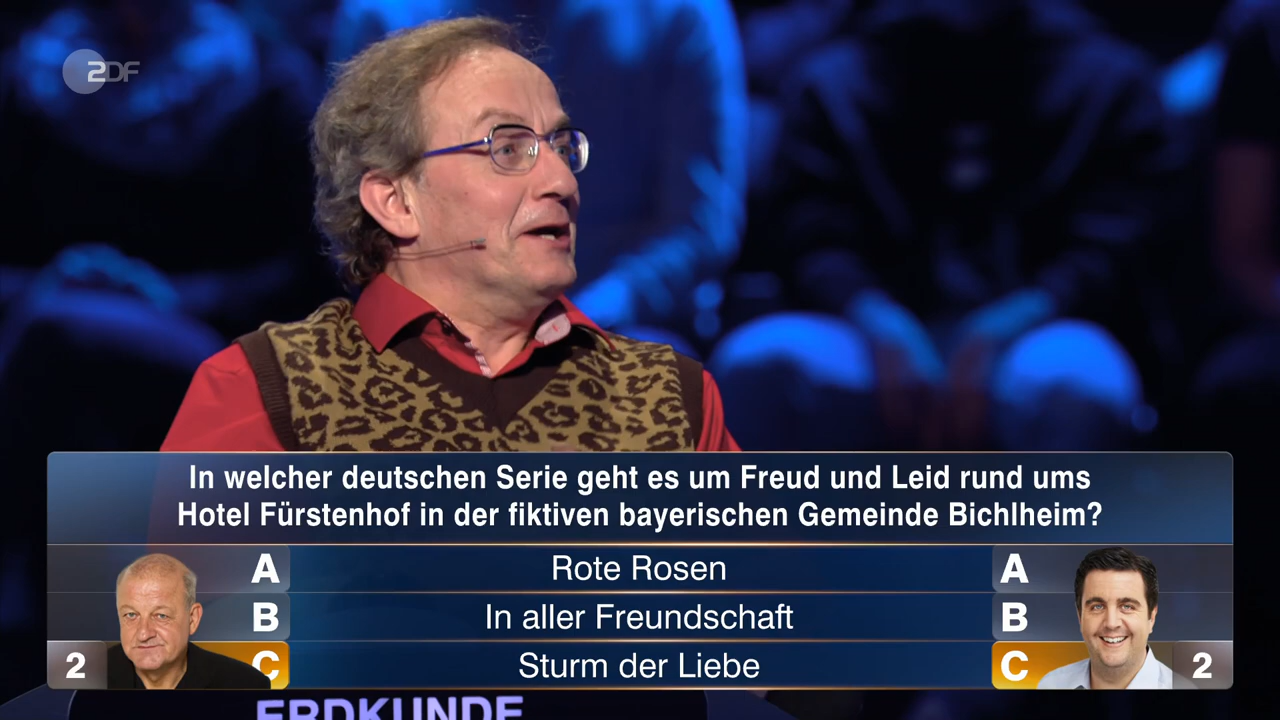 ZDF
In welcher deutschen Serie geht es um Freud und Leid rund ums
Hotel Fürstenhof in der fiktiven bayerischen Gemeinde Bichlheim?
A Rote Rosen A
B In aller Freundschaft B
2 C Sturm der Liebe C 2
ERDKUNDE